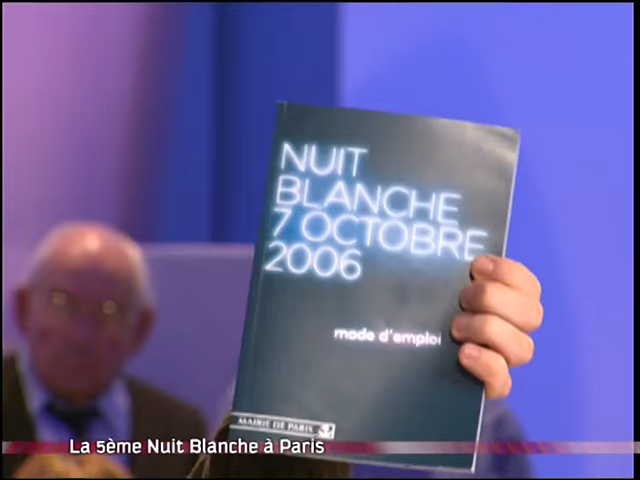 NUIT
BLANCHE
7 OCTOBRE
2006
mode d'emploi
MAIRIE DE PARIS
La 5ème Nuit Blanche à Paris